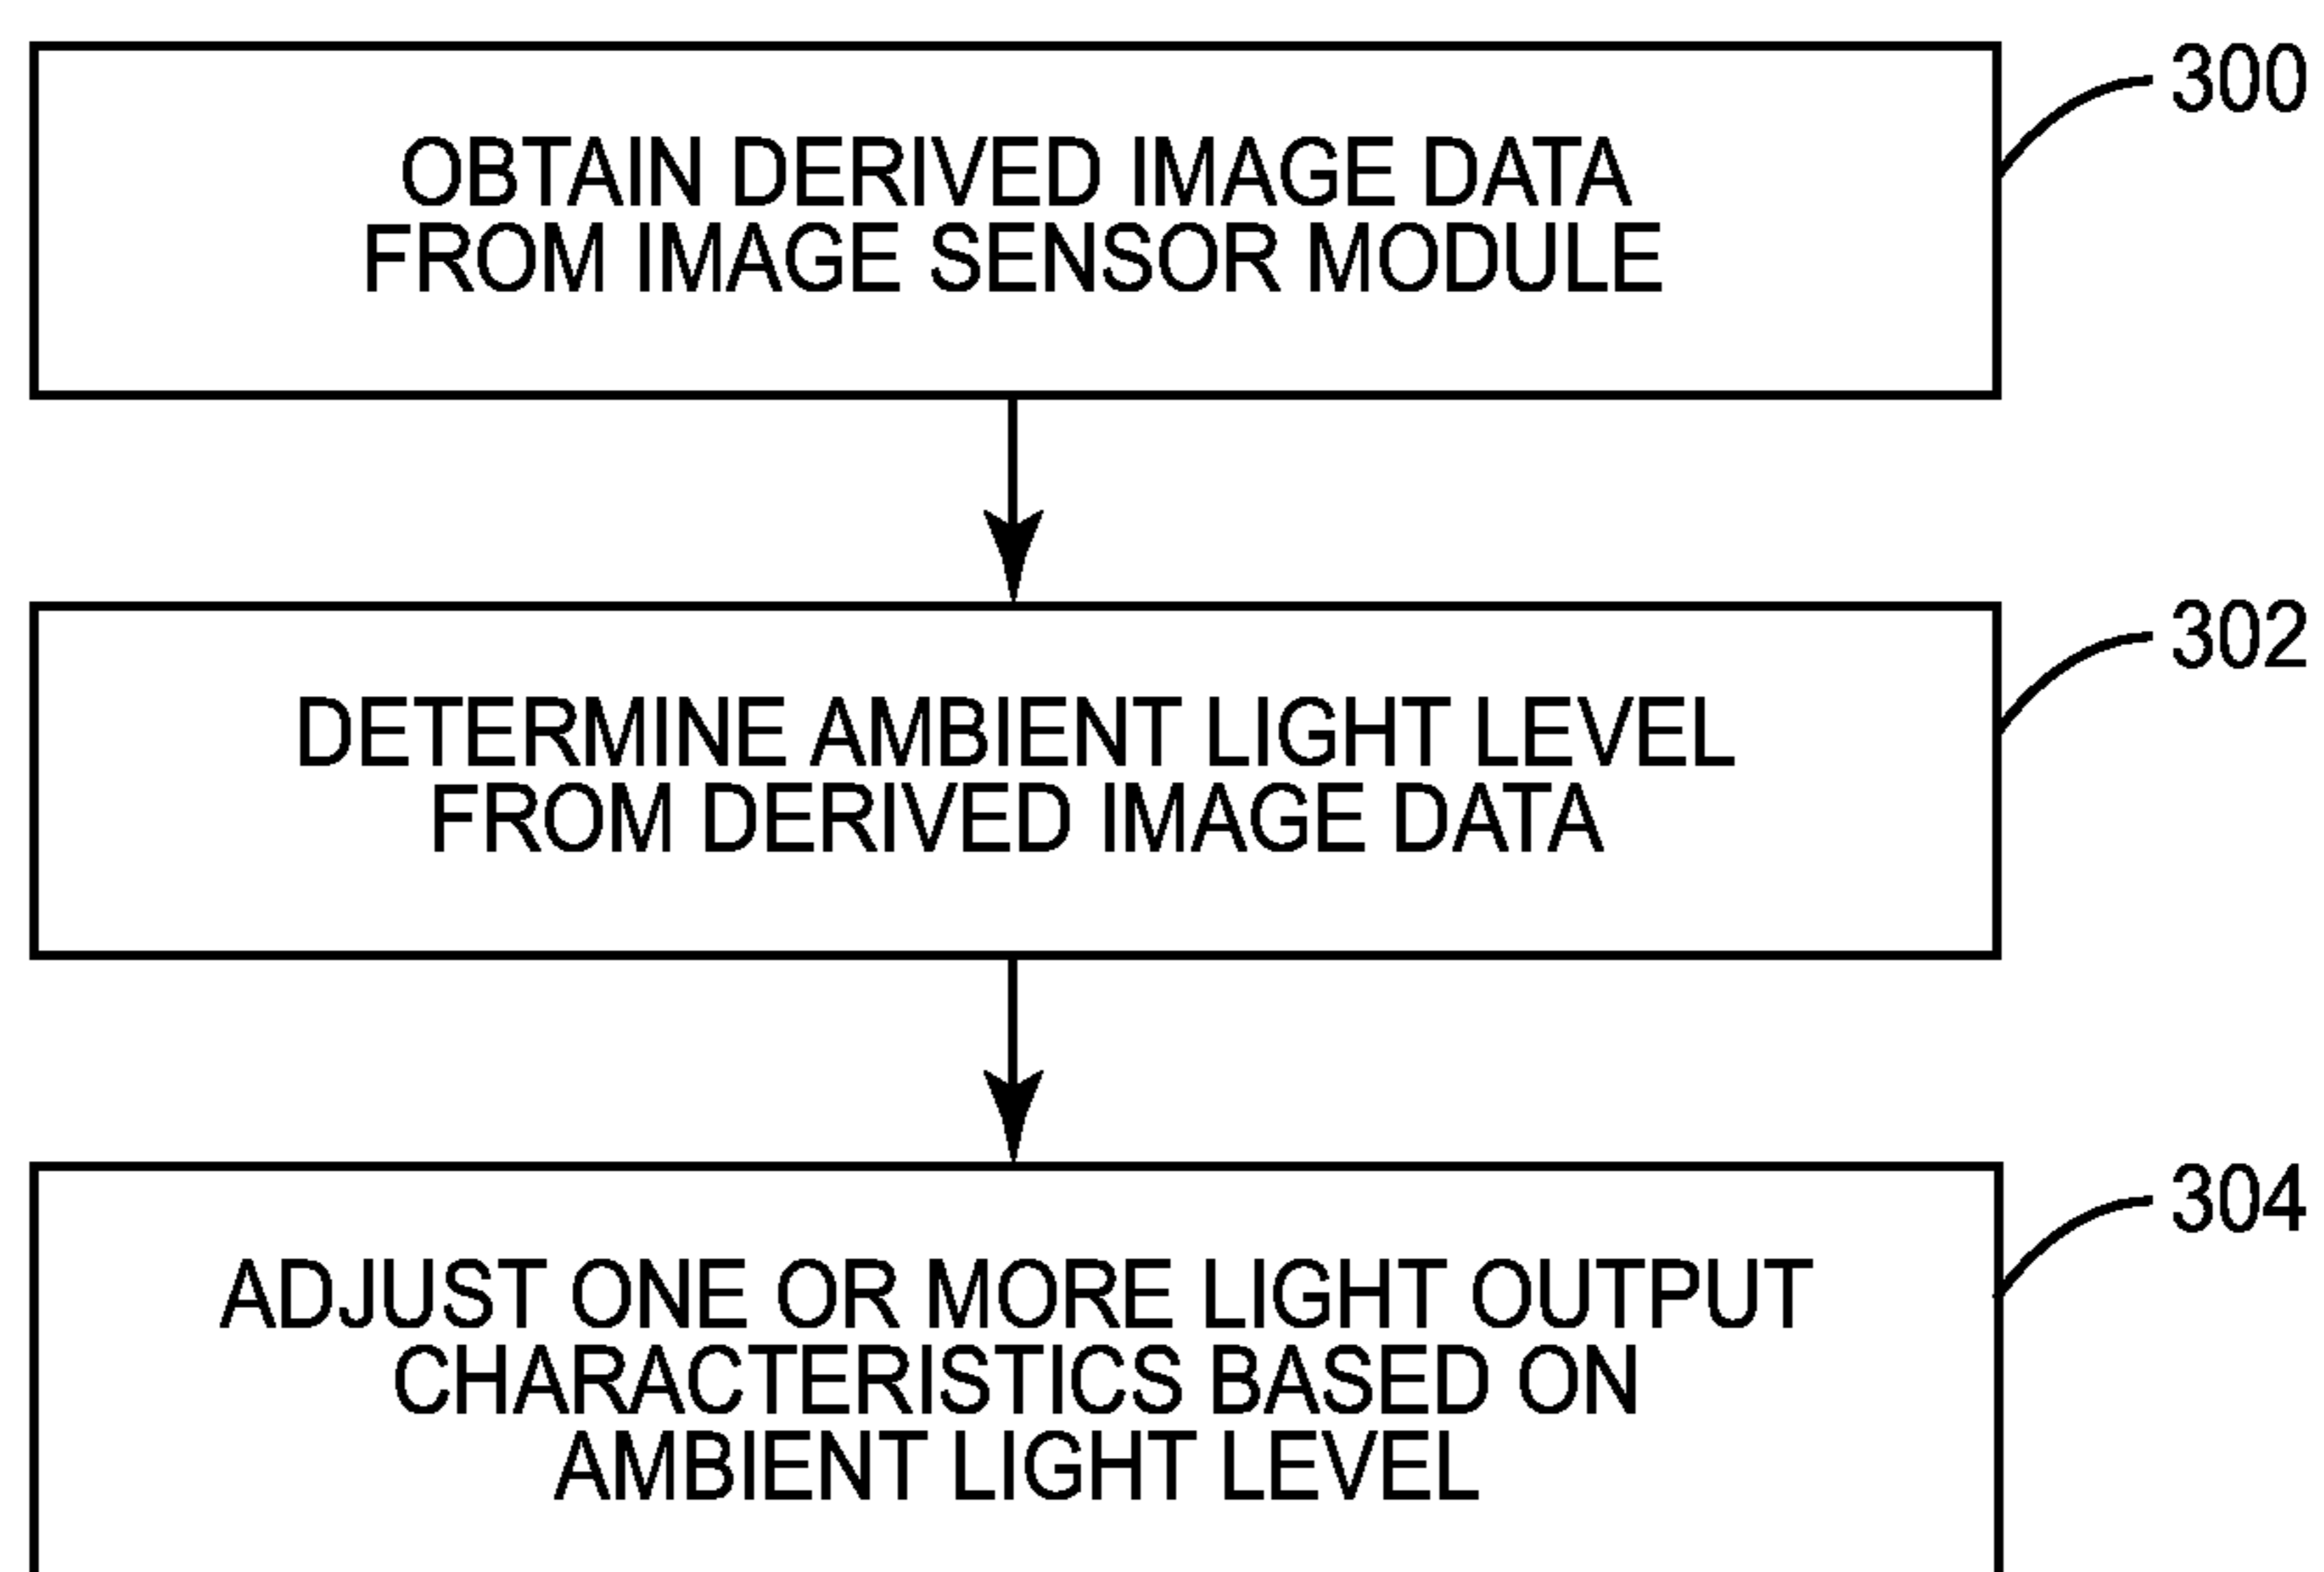 300
OBTAIN DERIVED IMAGE DATA
FROM IMAGE SENSOR MODULE
302
DETERMINE AMBIENT LIGHT LEVEL
FROM DERIVED IMAGE DATA
304
ADJUST ONE OR MORE LIGHT OUTPUT
CHARACTERISTICS BASED ON
AMBIENT LIGHT LEVEL